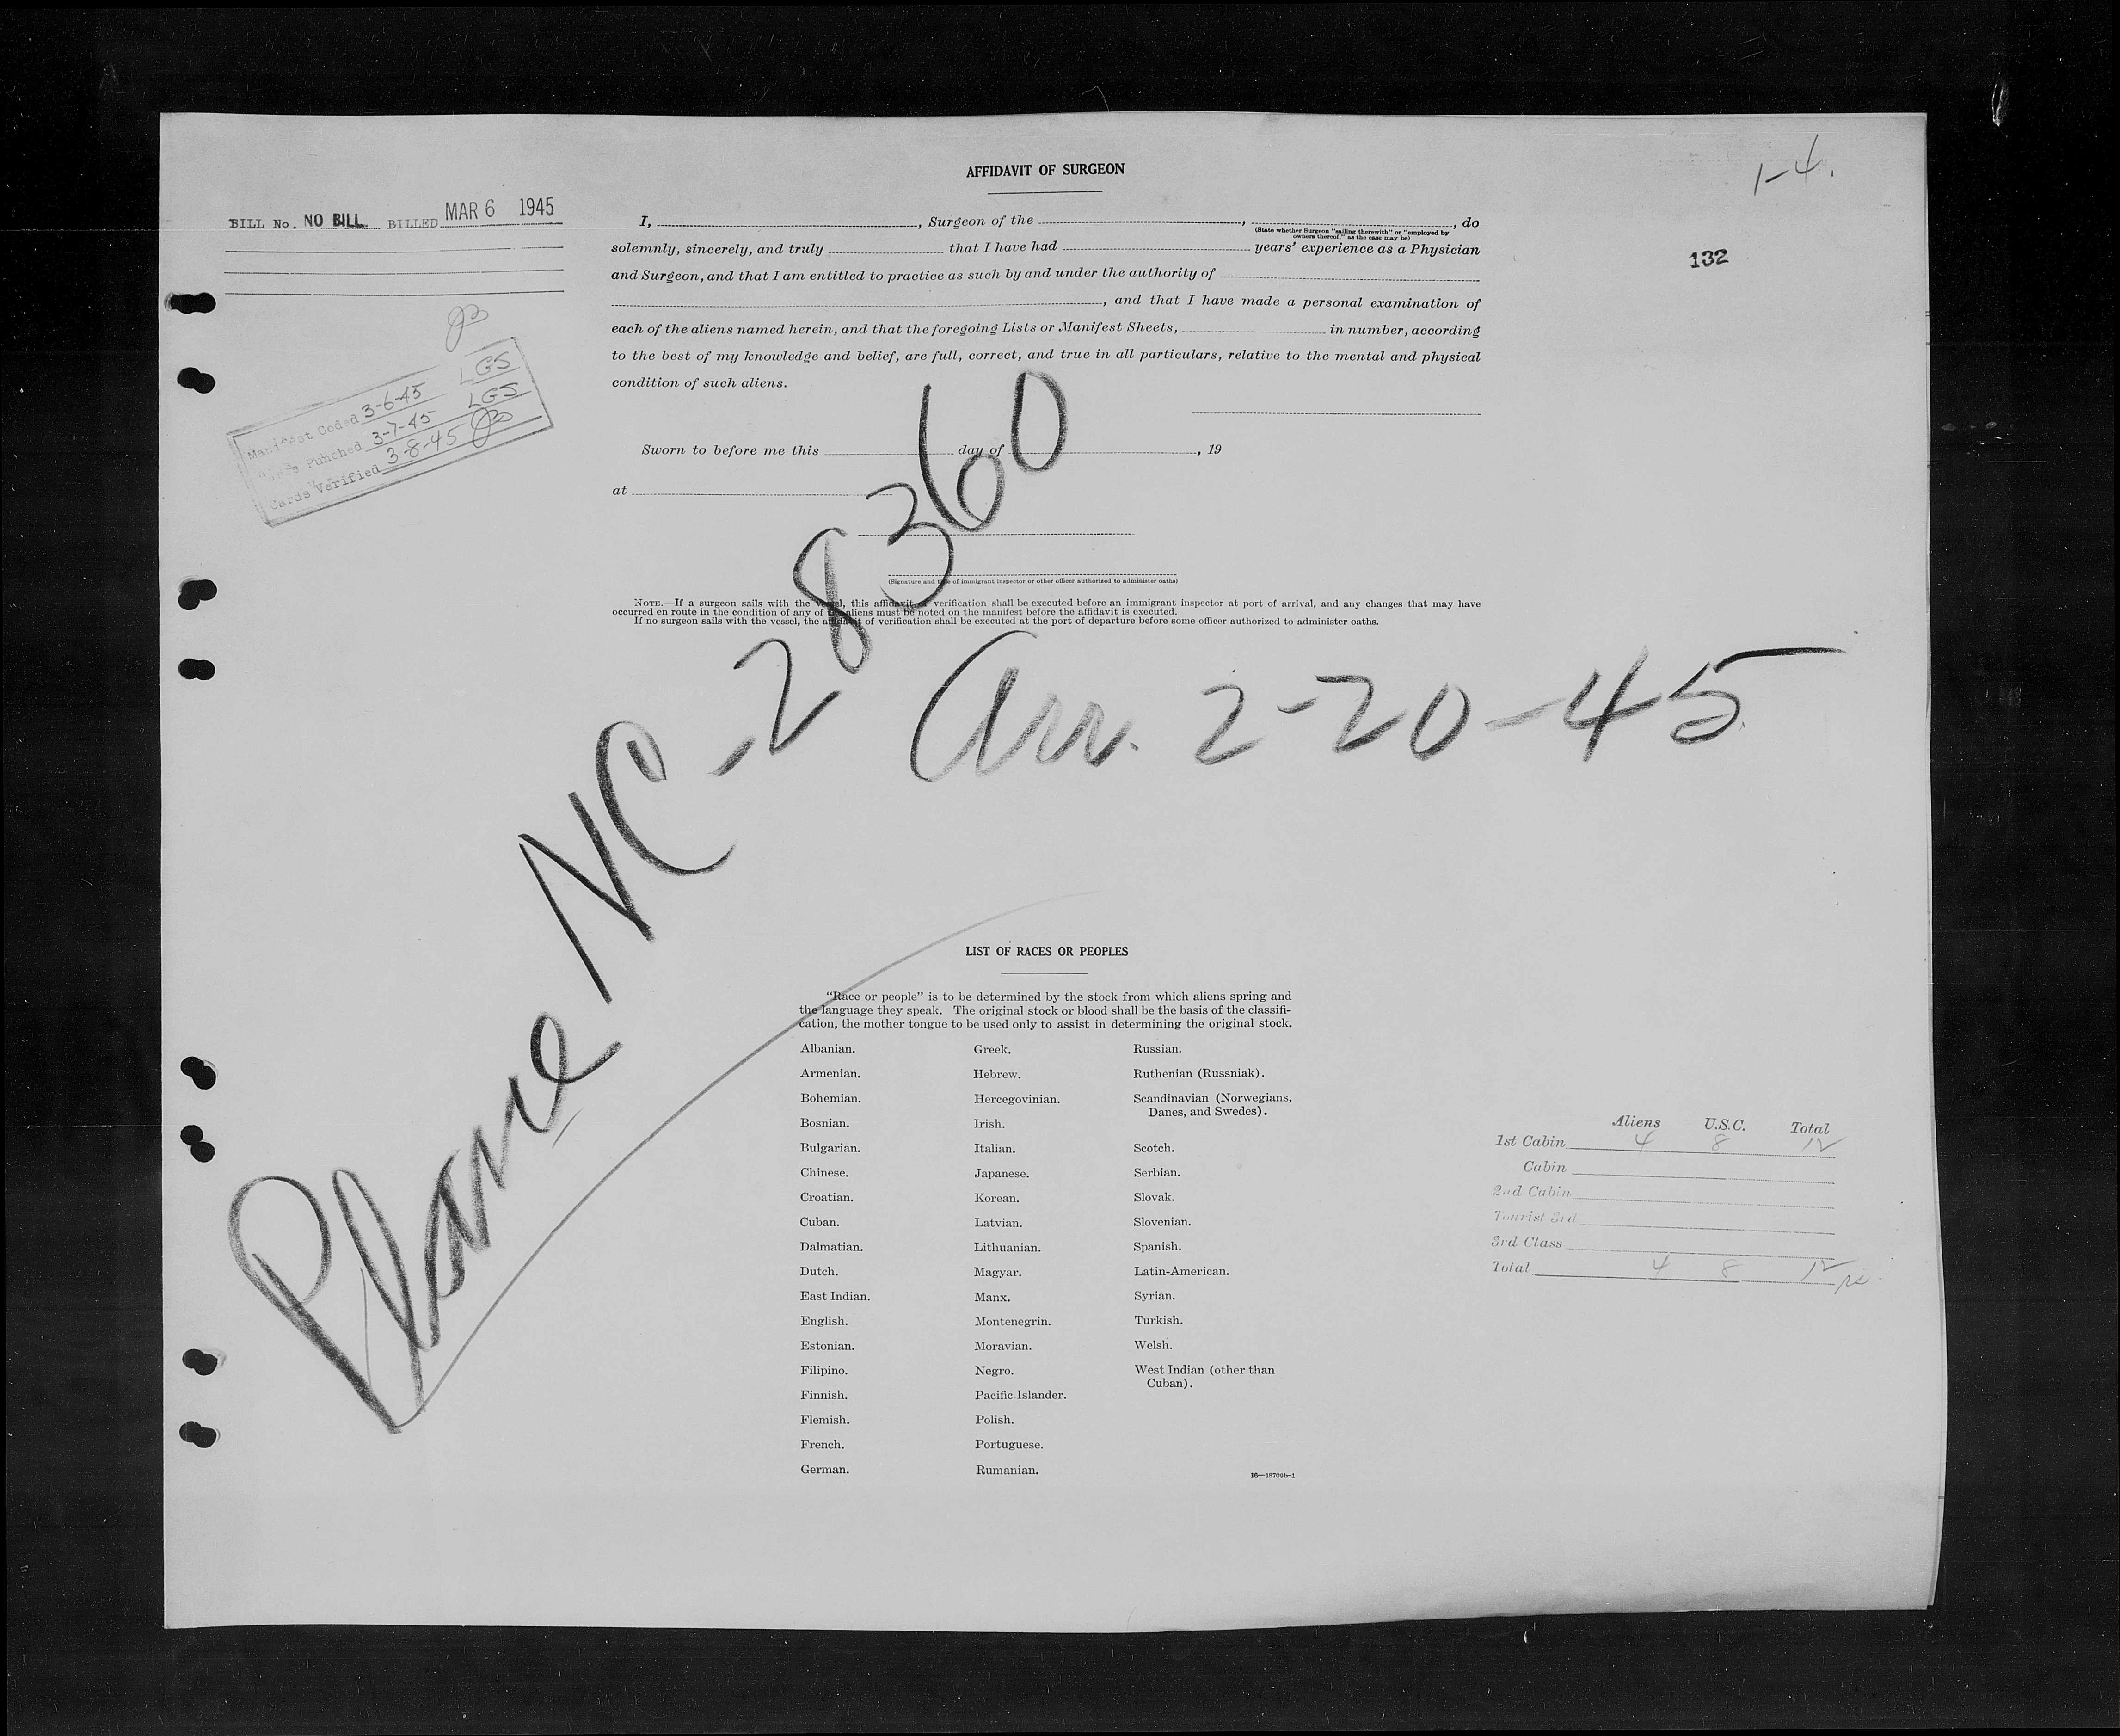 AFFIDAVIT OF SURGEON
1-4.
132
BILL No. NO BILL BILLED MAR 6 1945
I, , Surgeon of the , , do
(State whether Surgeon "sailing therewith" or "employed by
owners thereof," as the case may be)
solemnly, sincerely, and truly that I have had years' experience as a Physician
and Surgeon, and that I am entitled to practice as such by and under the authority of
, and that I have made a personal examination of
each of the aliens named herein, and that the foregoing Lists or Manifest Sheets, in number, according
to the best of my knowledge and belief, are full, correct, and true in all particulars, relative to the mental and physical
condition of such aliens.
Manifest Coded 3-6-45 LGS
Punched 3-7-45 LGS
Cards Verified 3-8-45
Sworn to before me this day of , 19
at
(Signature and title of immigrant inspector or other officer authorized to administer oaths)
NOTE.—If a surgeon sails with the vessel, this affidavit of verification shall be executed before an immigrant inspector at port of arrival, and any changes that may have
occurred en route in the condition of any of the aliens must be noted on the manifest before the affidavit is executed.
If no surgeon sails with the vessel, the affidavit of verification shall be executed at the port of departure before some officer authorized to administer oaths.
Plane NC-28360
Arr. 2-20-45
LIST OF RACES OR PEOPLES
"Race or people" is to be determined by the stock from which aliens spring and
the language they speak. The original stock or blood shall be the basis of the classifi-
cation, the mother tongue to be used only to assist in determining the original stock.
Albanian.
Armenian.
Bohemian.
Bosnian.
Bulgarian.
Chinese.
Croatian.
Cuban.
Dalmatian.
Dutch.
East Indian.
English.
Estonian.
Filipino.
Finnish.
Flemish.
French.
German.
Greek.
Hebrew.
Hercegovinian.
Irish.
Italian.
Japanese.
Korean.
Latvian.
Lithuanian.
Magyar.
Manx.
Montenegrin.
Moravian.
Negro.
Pacific Islander.
Polish.
Portuguese.
Rumanian.
Russian.
Ruthenian (Russniak).
Scandinavian (Norwegians,
Danes, and Swedes).
Scotch.
Serbian.
Slovak.
Slovenian.
Spanish.
Latin-American.
Syrian.
Turkish.
Welsh.
West Indian (other than
Cuban).
16—18700b-1
Aliens U.S.C. Total
1st Cabin 4 8 12
Cabin
2nd Cabin
Tourist 3rd
3rd Class
Total 4 8 12